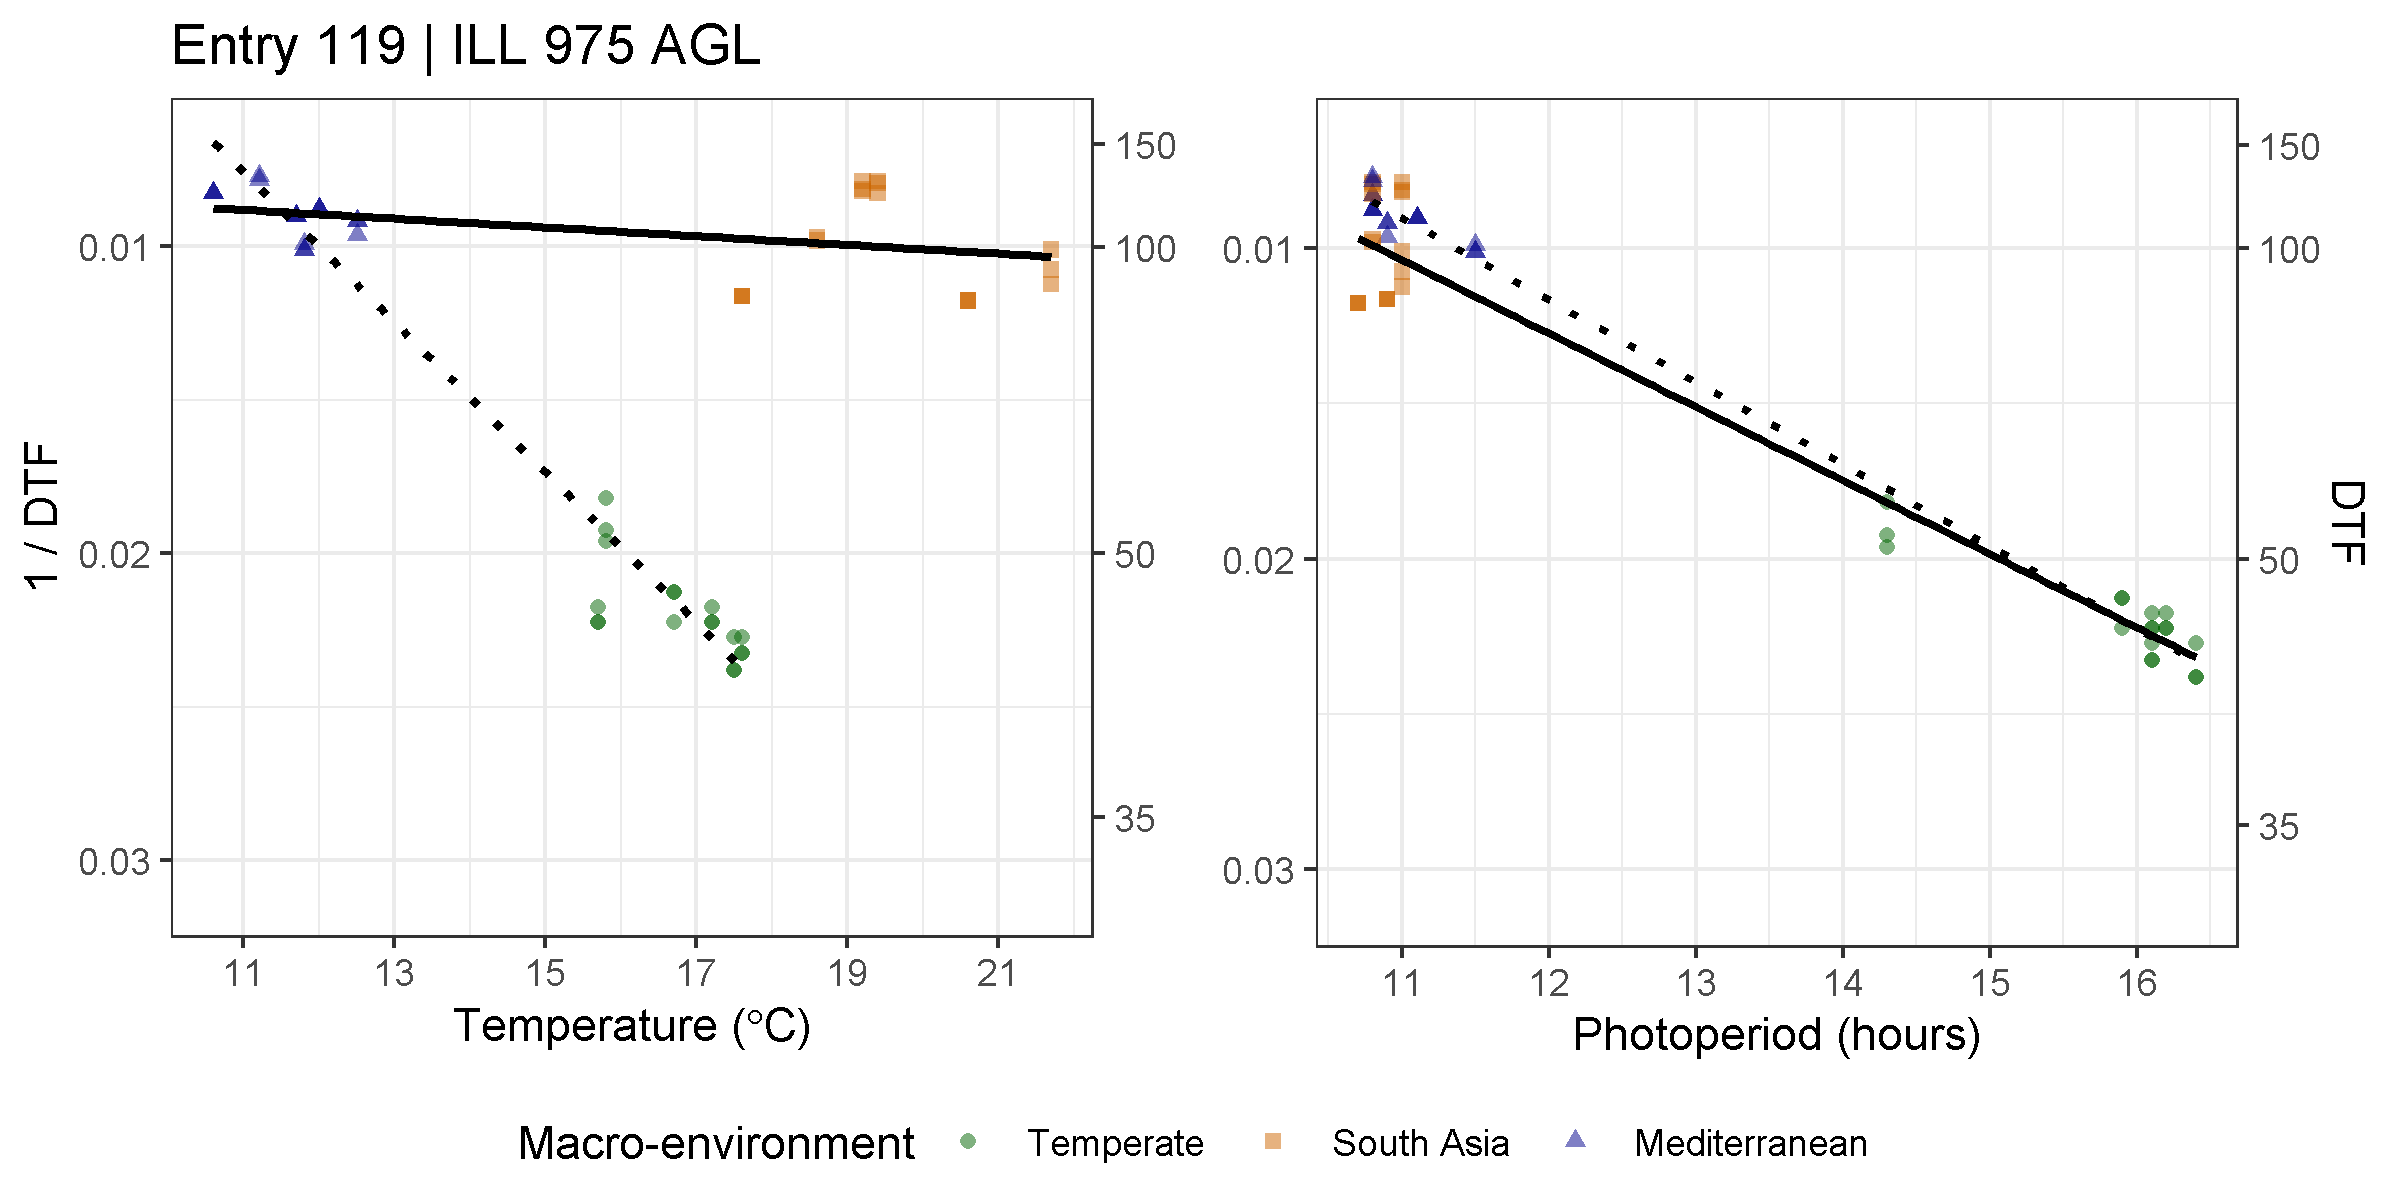 Entry 119 | ILL 975 AGL
1 / DTF
0.01
0.02
0.03
150
100
50
35
11 13 15 17 19 21
Temperature (°C)
0.01
0.02
0.03
150
100
50
35
DTF
11 12 13 14 15 16
Photoperiod (hours)
Macro-environment Temperate South Asia Mediterranean